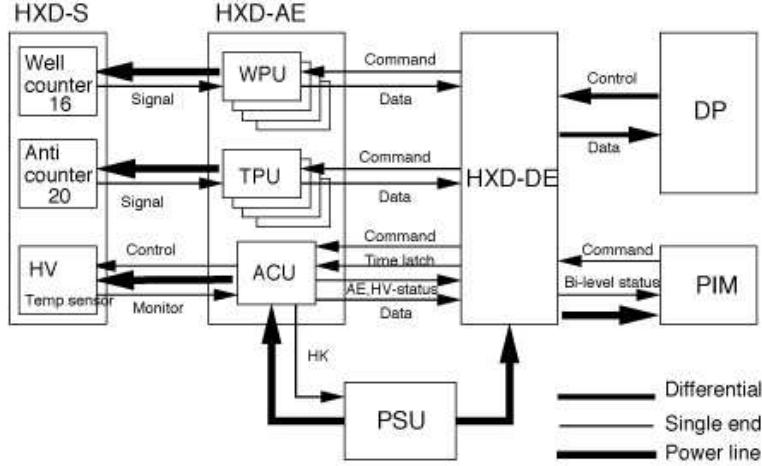 HXD-S
HXD-AE
Well
counter
16
Signal
WPU
Command
Data
Control
Data
DP
Anti
counter
20
Signal
TPU
Command
Data
HXD-DE
Command
Control
Time latch
HV
ACU
AE,HV-status
Temp sensor
Monitor
Data
Command
Bi-level status
PIM
HK
PSU
Differential
Single end
Power line